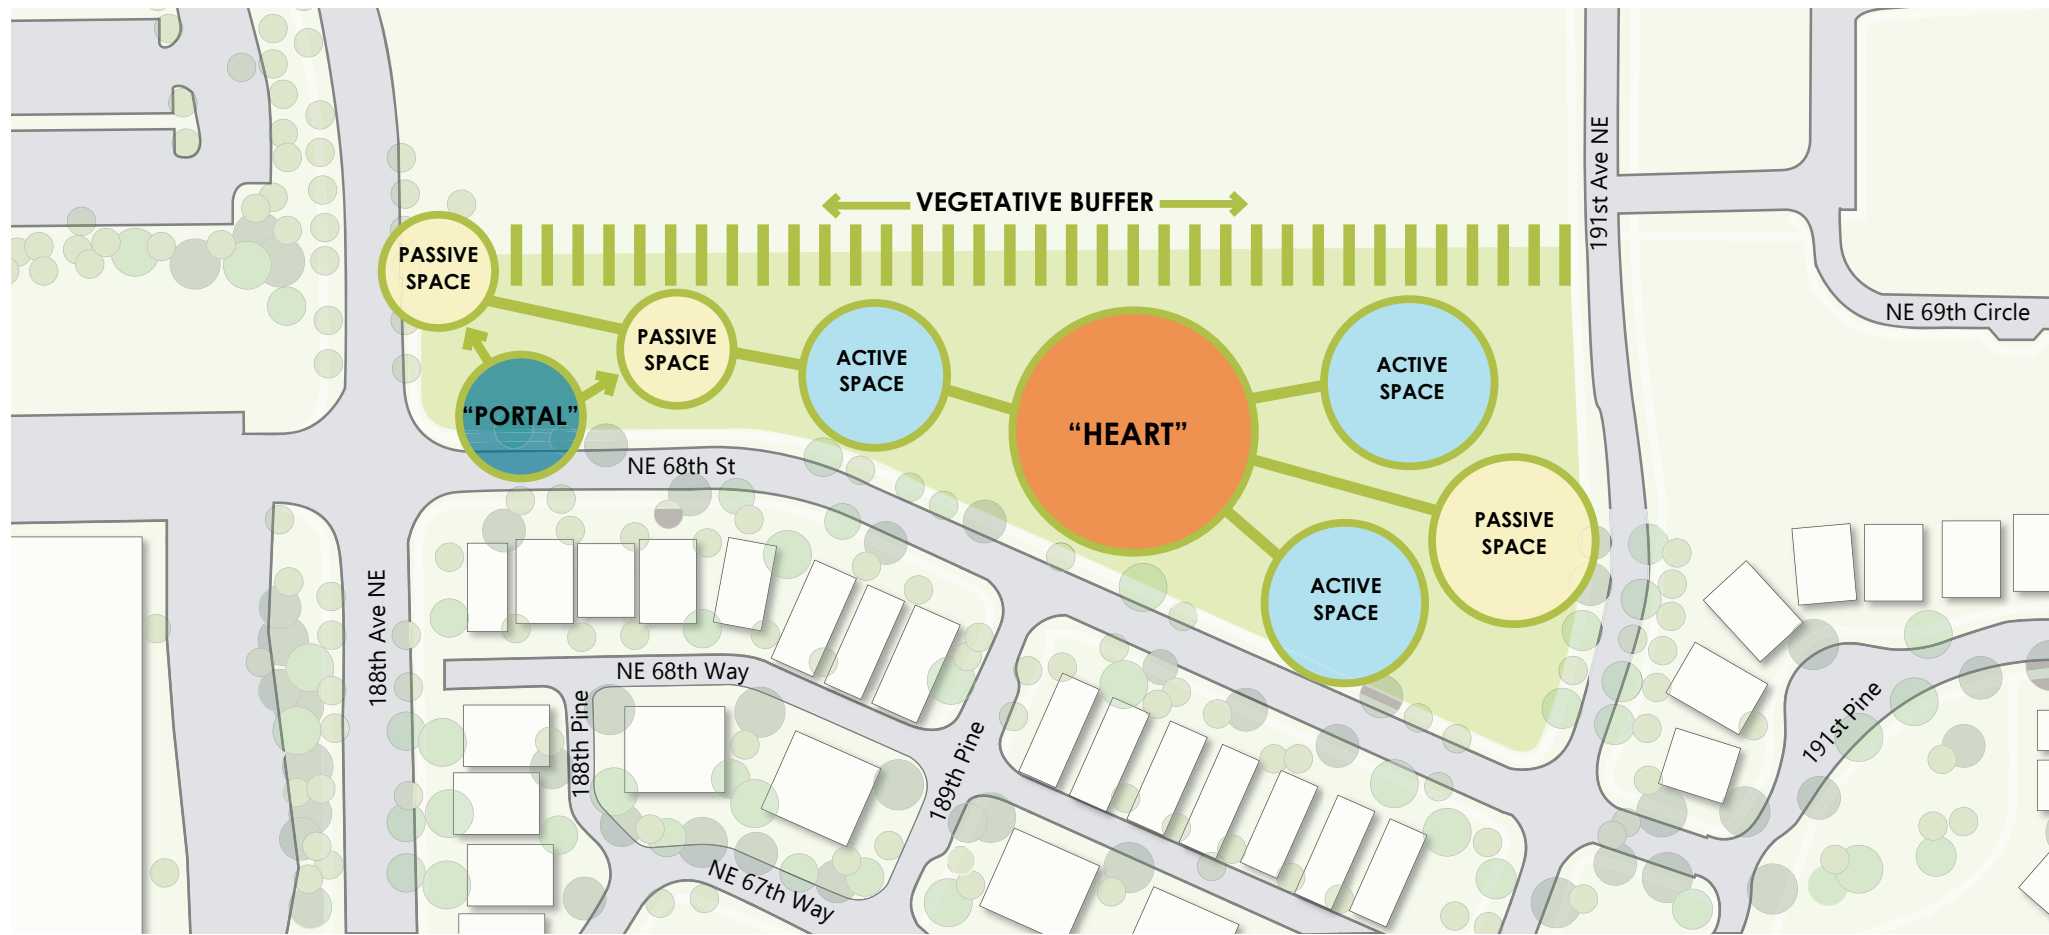 VEGETATIVE BUFFER
191st Ave NE
PASSIVE
SPACE
NE 69th Circle
PASSIVE
SPACE
ACTIVE
SPACE
ACTIVE
SPACE
“PORTAL”
“HEART”
NE 68th St
PASSIVE
SPACE
ACTIVE
SPACE
188th Ave NE
NE 68th Way
188th Pine
189th Pine
191st Pine
NE 67th Way